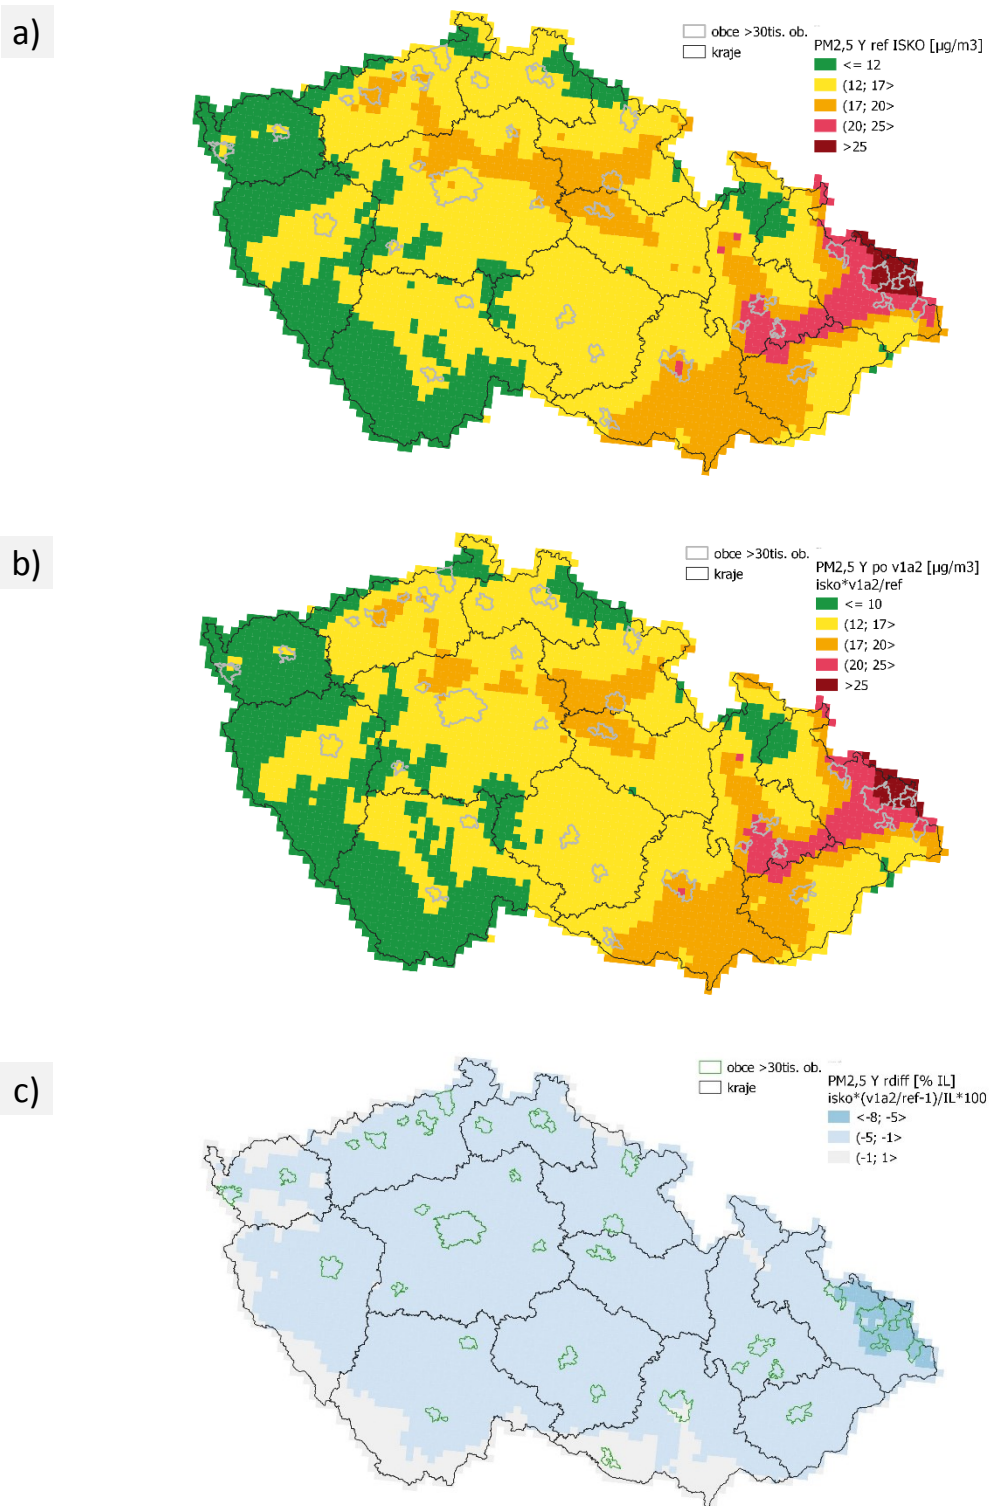 a)
obce >30tis. ob.
kraje
PM2,5 Y ref ISKO [µg/m3]
<= 12
(12; 17>
(17; 20>
(20; 25>
>25
b)
obce >30tis. ob.
kraje
PM2,5 Y po v1a2 [µg/m3]
isko*v1a2/ref
<= 10
(12; 17>
(17; 20>
(20; 25>
>25
c)
obce >30tis. ob.
kraje
PM2,5 Y rdiff [% IL]
isko*(v1a2/ref-1)/IL*100
<-8; -5>
(-5; -1>
(-1; 1>